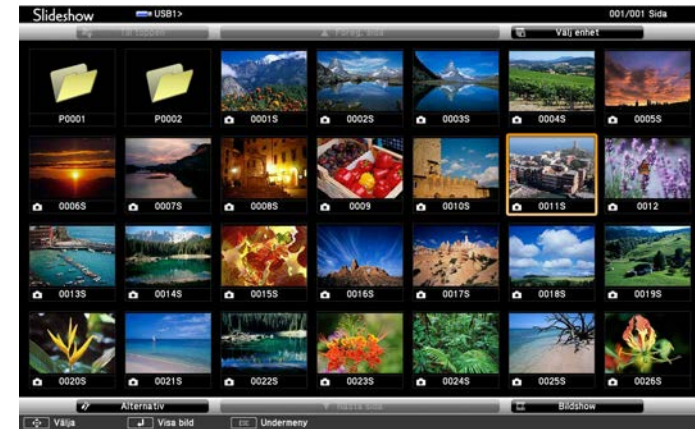 Slideshow USB1> 001/001 Sida
Till toppen ▲ Föreg. sida Välj enhet
P0001 P0002 0001S 0002S 0003S 0004S 0005S
0006S 0007S 0008S 0009 0010S 0011S 0012
0013S 0014S 0015S 0016S 0017S 0018S 0019S
0020S 0021S 0022S 0023S 0024S 0025S 0026S
Alternativ ▼ Nästa sida Bildshow
Välja Visa bild ESC Undermeny